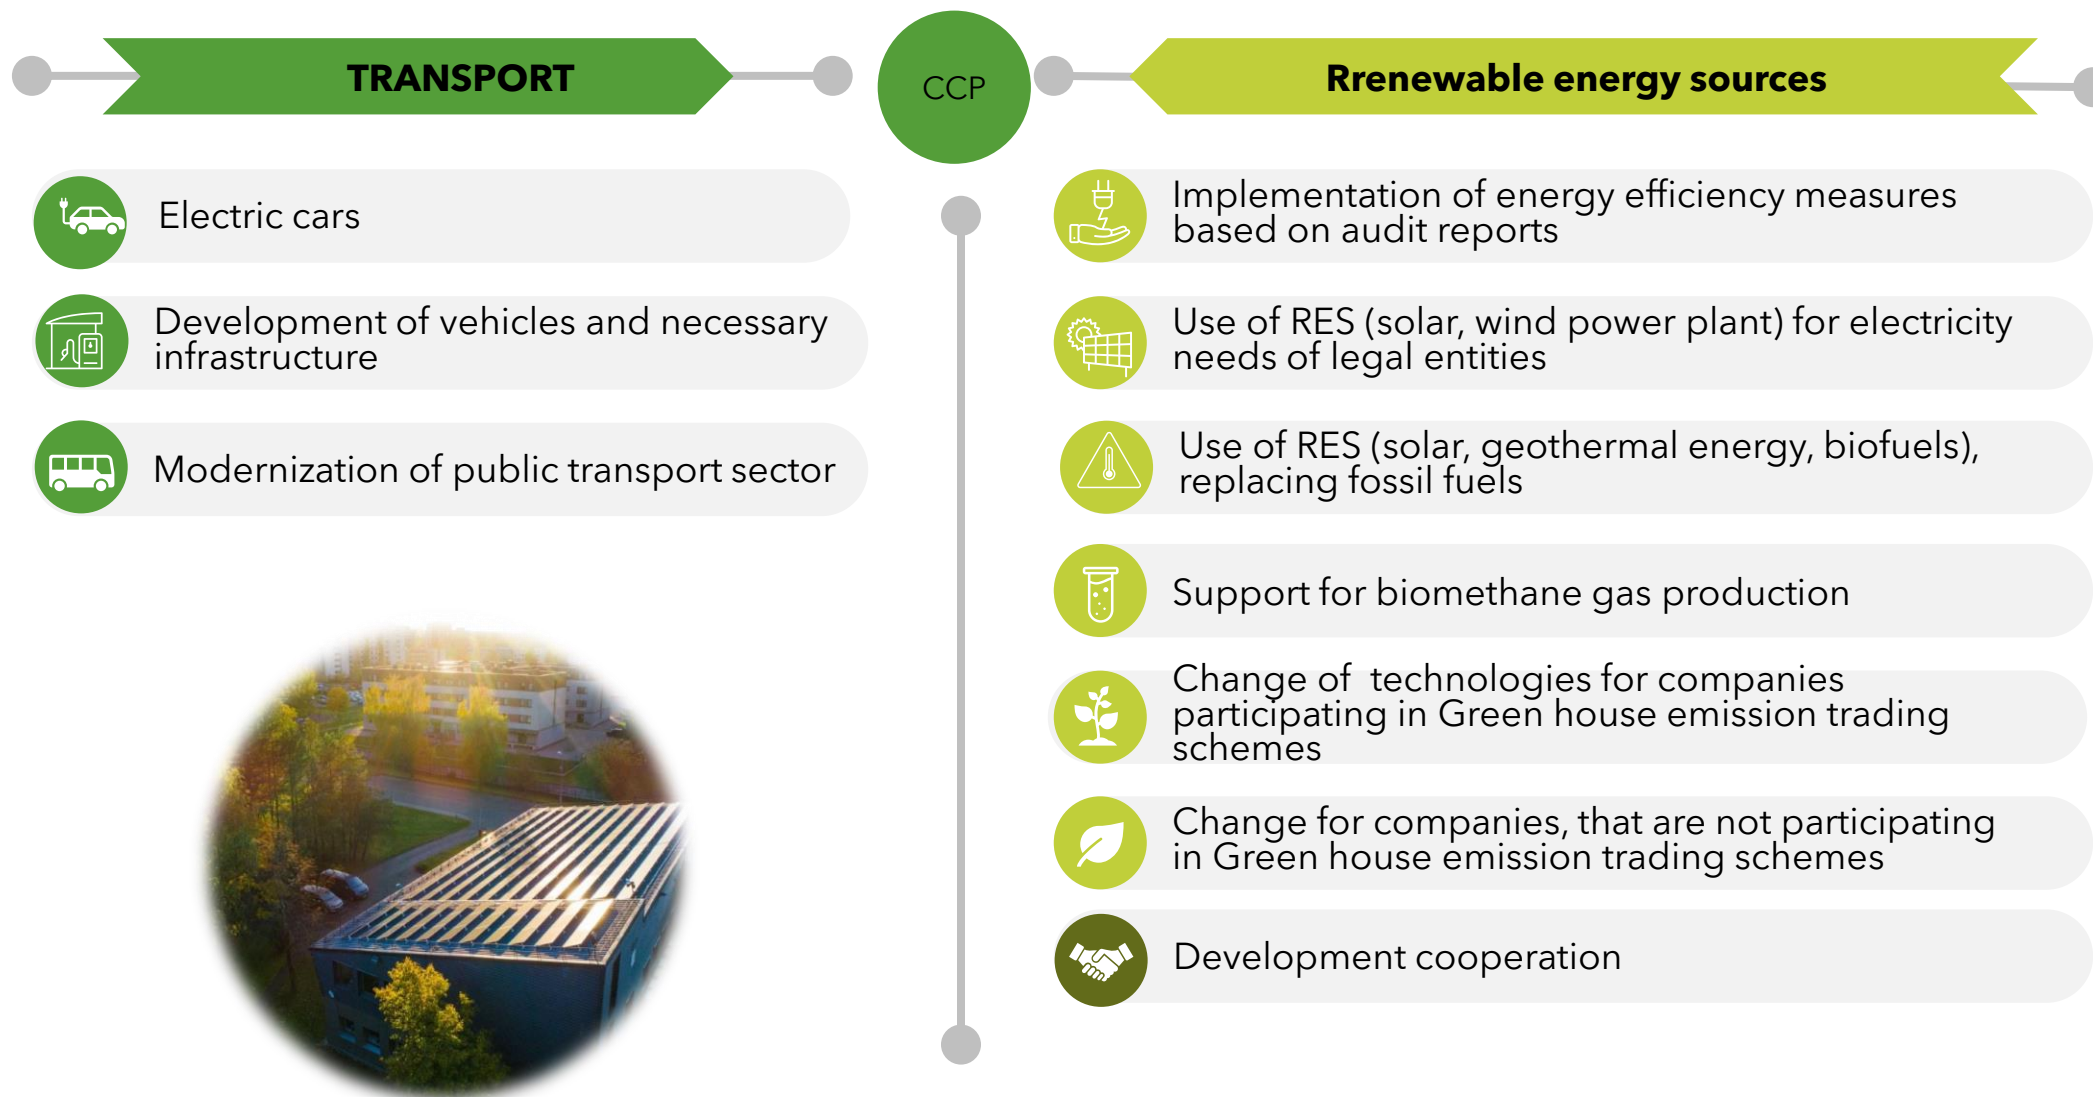 TRANSPORT
CCP
Rrenewable energy sources
Electric cars
Development of vehicles and necessary
infrastructure
Modernization of public transport sector
Implementation of energy efficiency measures
based on audit reports
Use of RES (solar, wind power plant) for electricity
needs of legal entities
Use of RES (solar, geothermal energy, biofuels),
replacing fossil fuels
Support for biomethane gas production
Change of  technologies for companies
participating in Green house emission trading
schemes
Change for companies, that are not participating
in Green house emission trading schemes
Development cooperation